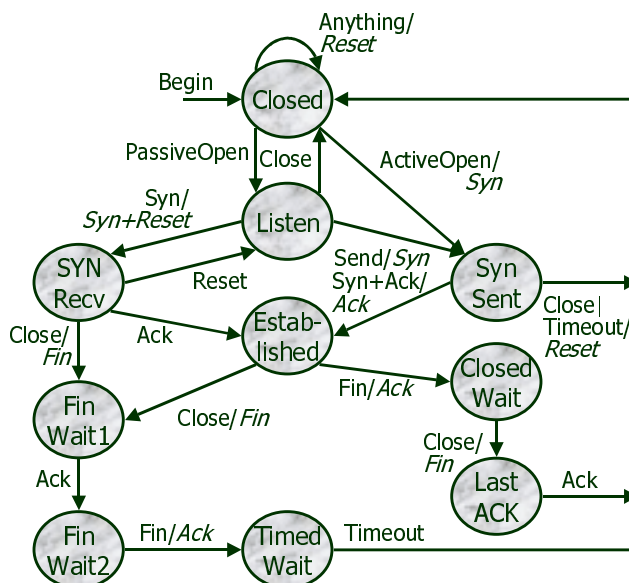 Anything/
Reset
Begin
Closed
PassiveOpen
Close
ActiveOpen/
Syn
Syn/
Syn+Reset
Listen
SYN
Recv
Reset
Send/Syn
Syn+Ack/
Ack
Syn
Sent
Close|
Timeout/
Reset
Close/
Fin
Ack
Estab-
lished
Closed
Wait
Fin/Ack
Fin
Wait1
Close/Fin
Close/
Fin
Ack
Last
ACK
Ack
Fin
Wait2
Fin/Ack
Timed
Wait
Timeout